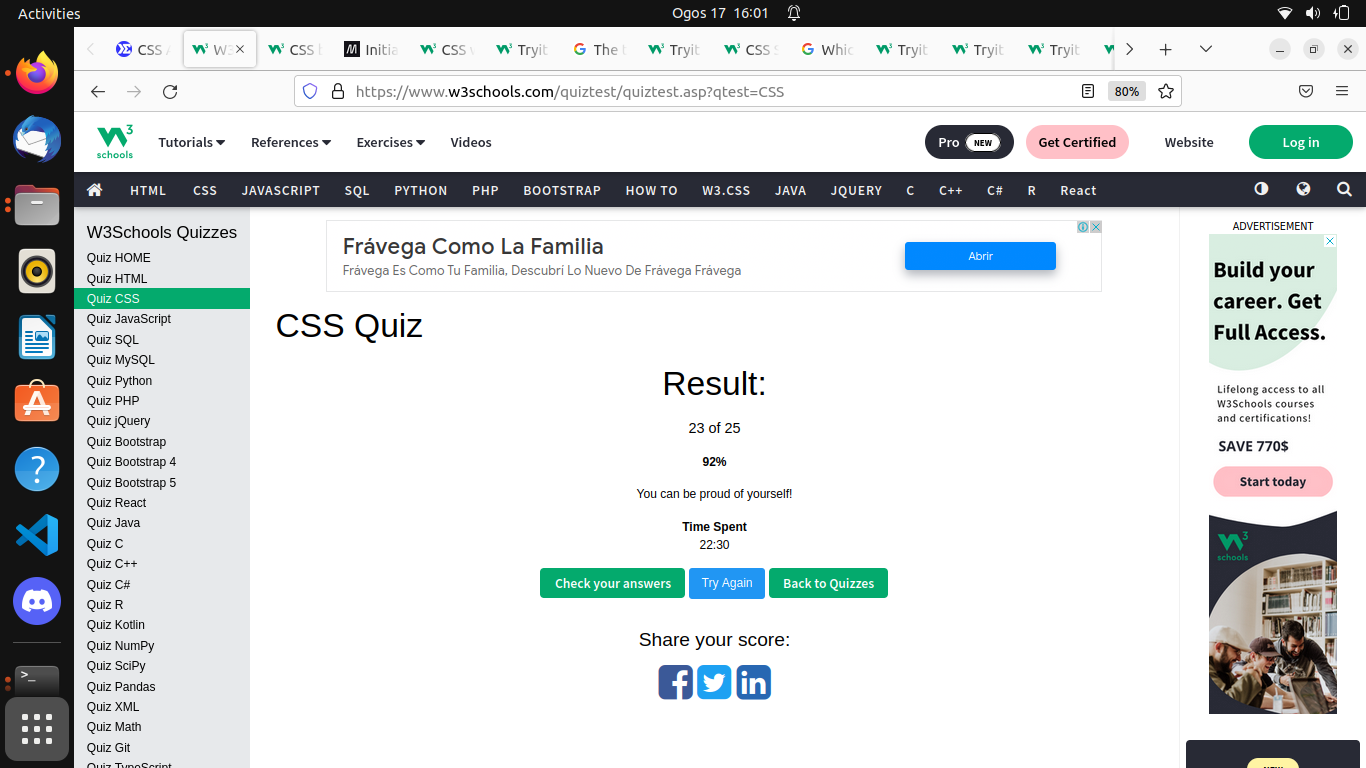 Activities
Ogos 17 16:01
CSS
W3
CSS
Initia
CSS
Tryit
The
Tryit
CSS
Whic
Tryit
Tryit
Tryit
https://www.w3schools.com/quiztest/quiztest.asp?qtest=CSS
80%
W3
schools
Tutorials
References
Exercises
Videos
Pro NEW
Get Certified
Website
Log in
HTML
CSS
JAVASCRIPT
SQL
PYTHON
PHP
BOOTSTRAP
HOW TO
W3.CSS
JAVA
JQUERY
C
C++
C#
R
React
W3Schools Quizzes
Quiz HOME
Quiz HTML
Quiz CSS
Quiz JavaScript
Quiz SQL
Quiz MySQL
Quiz Python
Quiz PHP
Quiz jQuery
Quiz Bootstrap
Quiz Bootstrap 4
Quiz Bootstrap 5
Quiz React
Quiz Java
Quiz C
Quiz C++
Quiz C#
Quiz R
Quiz Kotlin
Quiz NumPy
Quiz SciPy
Quiz Pandas
Quiz XML
Quiz Math
Quiz Git
Quiz TypeScript
Frávega Como La Familia
Frávega Es Como Tu Familia, Descubrí Lo Nuevo De Frávega Frávega
Abrir
CSS Quiz
Result:
23 of 25
92%
You can be proud of yourself!
Time Spent
22:30
Check your answers
Try Again
Back to Quizzes
Share your score:
ADVERTISEMENT
Build your
career. Get
Full Access.
Lifelong access to all
W3Schools courses
and certifications!
SAVE 770$
Start today
W3
schools
NEW